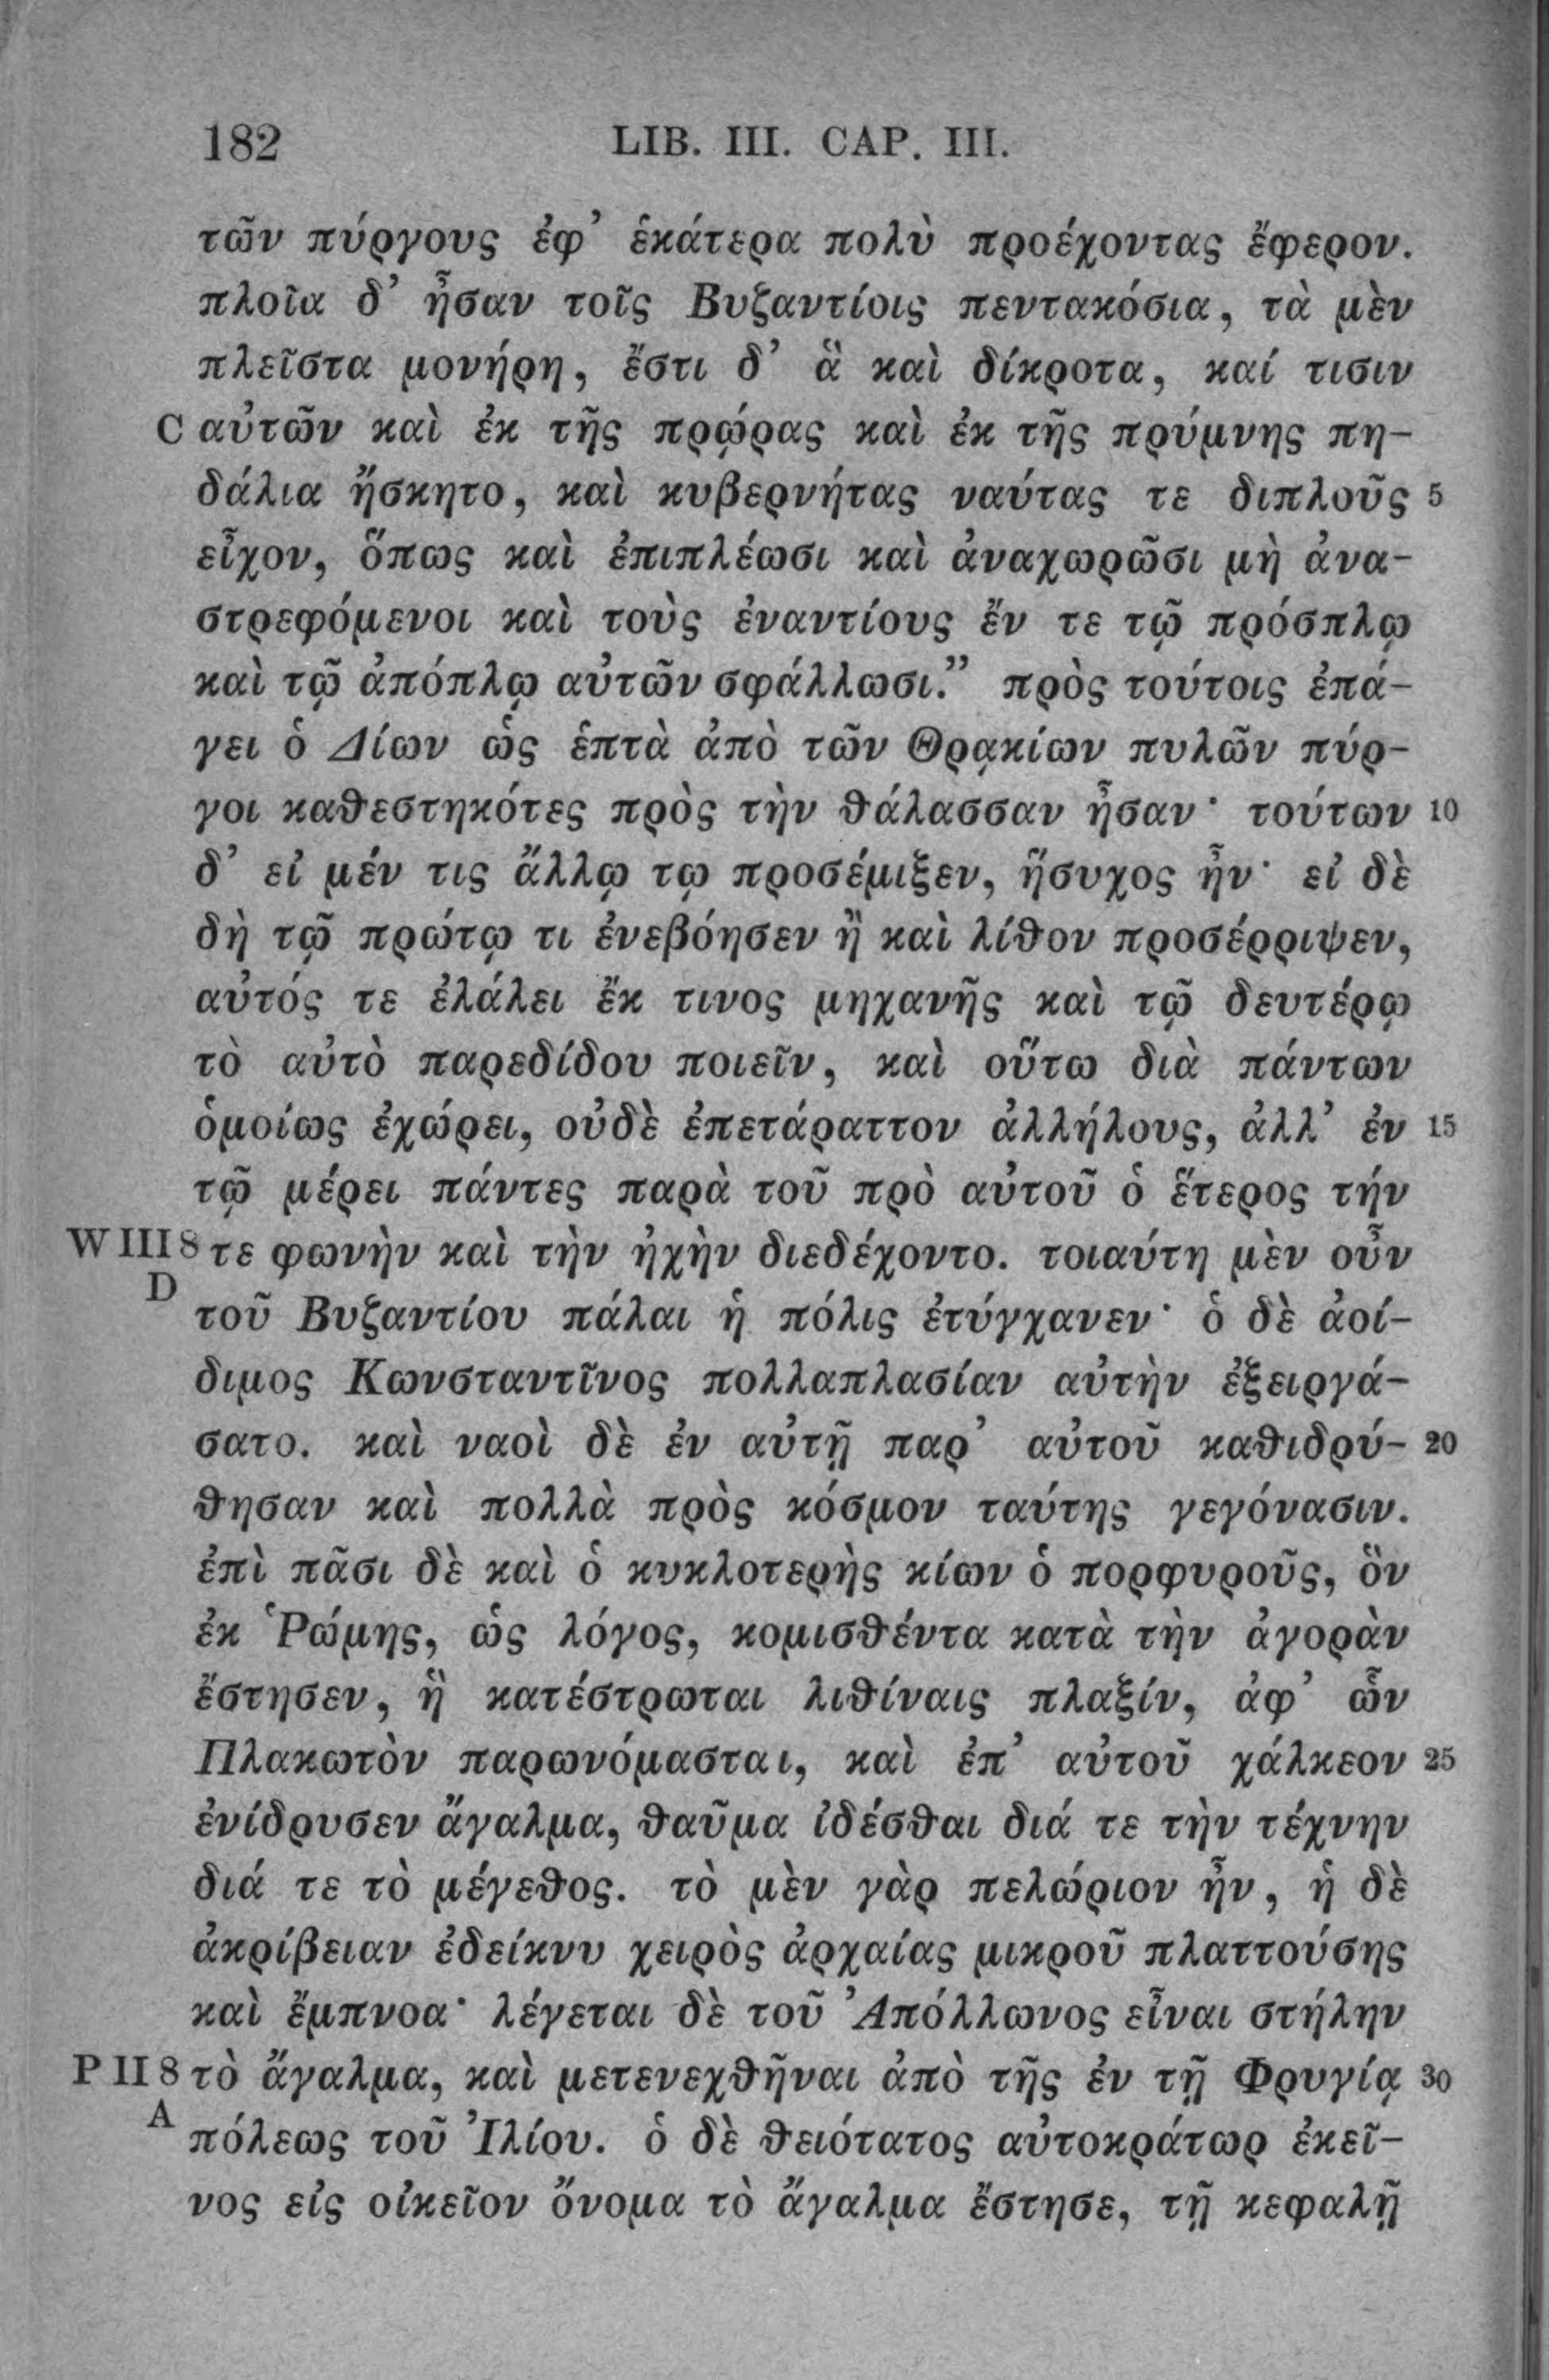 182 LIB. III. CAP. III.
τῶν πύργους ἐφ’ ἑκάτερα πολὺ προέχοντας ἔφερον.
πλοῖα δ’ ἦσαν τοῖς Βυζαντίοις πεντακόσια, τὰ μὲν
πλεῖστα μονήρη, ἔστι δ’ ἃ καὶ δίκροτα, καί τισιν
C αὐτῶν καὶ ἐκ τῆς πρῴρας καὶ ἐκ τῆς πρύμνης πη-
δάλια ἤσκητο, καὶ κυβερνήτας ναύτας τε διπλοῦς 5
εἶχον, ὅπως καὶ ἐπιπλέωσι καὶ ἀναχωρῶσι μὴ ἀνα-
στρεφόμενοι καὶ τοὺς ἐναντίους ἔν τε τῷ πρόσπλῳ
καὶ τῷ ἀπόπλῳ αὐτῶν σφάλλωσι.” πρὸς τούτοις ἐπά-
γει ὁ Δίων ὡς ἑπτὰ ἀπὸ τῶν Θρᾳκίων πυλῶν πύρ-
γοι καθεστηκότες πρὸς τὴν θάλασσαν ἦσαν· τούτων 10
δ’ εἰ μέν τις ἄλλῳ τῳ προσέμιξεν, ἥσυχος ἦν· εἰ δὲ
δὴ τῷ πρώτῳ τι ἐνεβόησεν ἢ καὶ λίθον προσέρριψεν,
αὐτός τε ἐλάλει ἔκ τινος μηχανῆς καὶ τῷ δευτέρῳ
τὸ αὐτὸ παρεδίδου ποιεῖν, καὶ οὕτω διὰ πάντων
ὁμοίως ἐχώρει, οὐδὲ ἐπετάραττον ἀλλήλους, ἀλλ’ ἐν 15
τῷ μέρει πάντες παρὰ τοῦ πρὸ αὐτοῦ ὁ ἕτερος τήν
W III 8 τε φωνὴν καὶ τὴν ἠχὴν διεδέχοντο. τοιαύτη μὲν οὖν
D τοῦ Βυζαντίου πάλαι ἡ πόλις ἐτύγχανεν· ὁ δὲ ἀοί-
διμος Κωνσταντῖνος πολλαπλασίαν αὐτὴν ἐξειργά-
σατο. καὶ ναοὶ δὲ ἐν αὐτῇ παρ’ αὐτοῦ καθιδρύ- 20
θησαν καὶ πολλὰ πρὸς κόσμον ταύτης γεγόνασιν.
ἐπὶ πᾶσι δὲ καὶ ὁ κυκλοτερὴς κίων ὁ πορφυροῦς, ὃν
ἐκ Ῥώμης, ὡς λόγος, κομισθέντα κατὰ τὴν ἀγορὰν
ἔστησεν, ἣ κατέστρωται λιθίναις πλαξίν, ἀφ’ ὧν
Πλακωτὸν παρωνόμασται, καὶ ἐπ’ αὐτοῦ χάλκεον 25
ἐνίδρυσεν ἄγαλμα, θαῦμα ἰδέσθαι διά τε τὴν τέχνην
διά τε τὸ μέγεθος. τὸ μὲν γὰρ πελώριον ἦν, ἡ δὲ
ἀκρίβειαν ἐδείκνυ χειρὸς ἀρχαίας μικροῦ πλαττούσης
καὶ ἔμπνοα· λέγεται δὲ τοῦ Ἀπόλλωνος εἶναι στήλην
P II 8 τὸ ἄγαλμα, καὶ μετενεχθῆναι ἀπὸ τῆς ἐν τῇ Φρυγίᾳ 30
A πόλεως τοῦ Ἰλίου. ὁ δὲ θειότατος αὐτοκράτωρ ἐκεῖ-
νος εἰς οἰκεῖον ὄνομα τὸ ἄγαλμα ἔστησε, τῇ κεφαλῇ